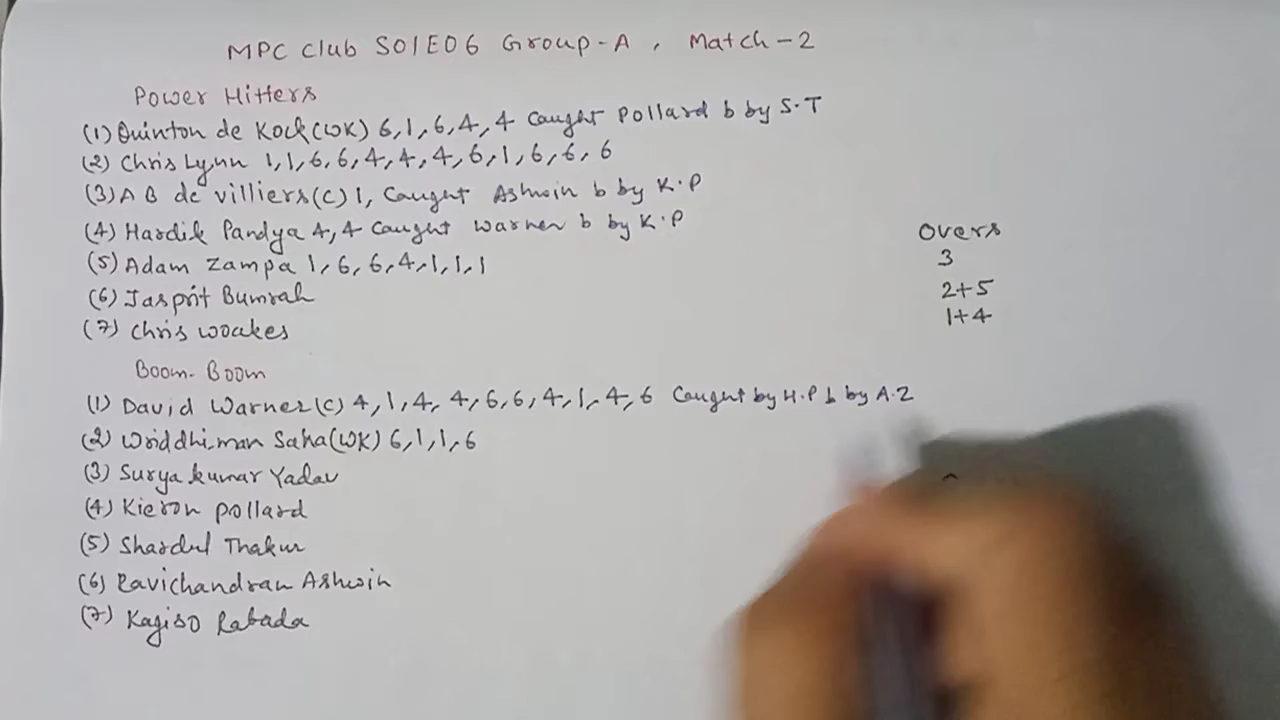 MPC Club S01E06 Group-A, Match-2
Power Hitters
(1) Quinton de Kock(WK) 6,1,6,4,4 Caught Pollard b by S.T
(2) Chris Lynn 1,1,6,6,4,4,4,6,1,6,6,6
(3) A B de villiers(C) 1, Caught Ashwin b by K.P
(4) Hardik Pandya 4,4 Caught Warner b by K.P
Overs
(5) Adam Zampa 1,6,6,4,1,1,1
3
(6) Jasprit Bumrah
2+5
(7) Chris woakes
1+4
Boom-Boom
(1) David Warner(C) 4,1,4,4,6,6,4,1,4,6 Caught by H.P b by A.Z
(2) Wriddhiman Saha(WK) 6,1,1,6
(3) Surya kumar Yadav
(4) Kieron Pollard
(5) Shardul Thakur
(6) Ravichandran Ashwin
(7) Kagiso Rabada